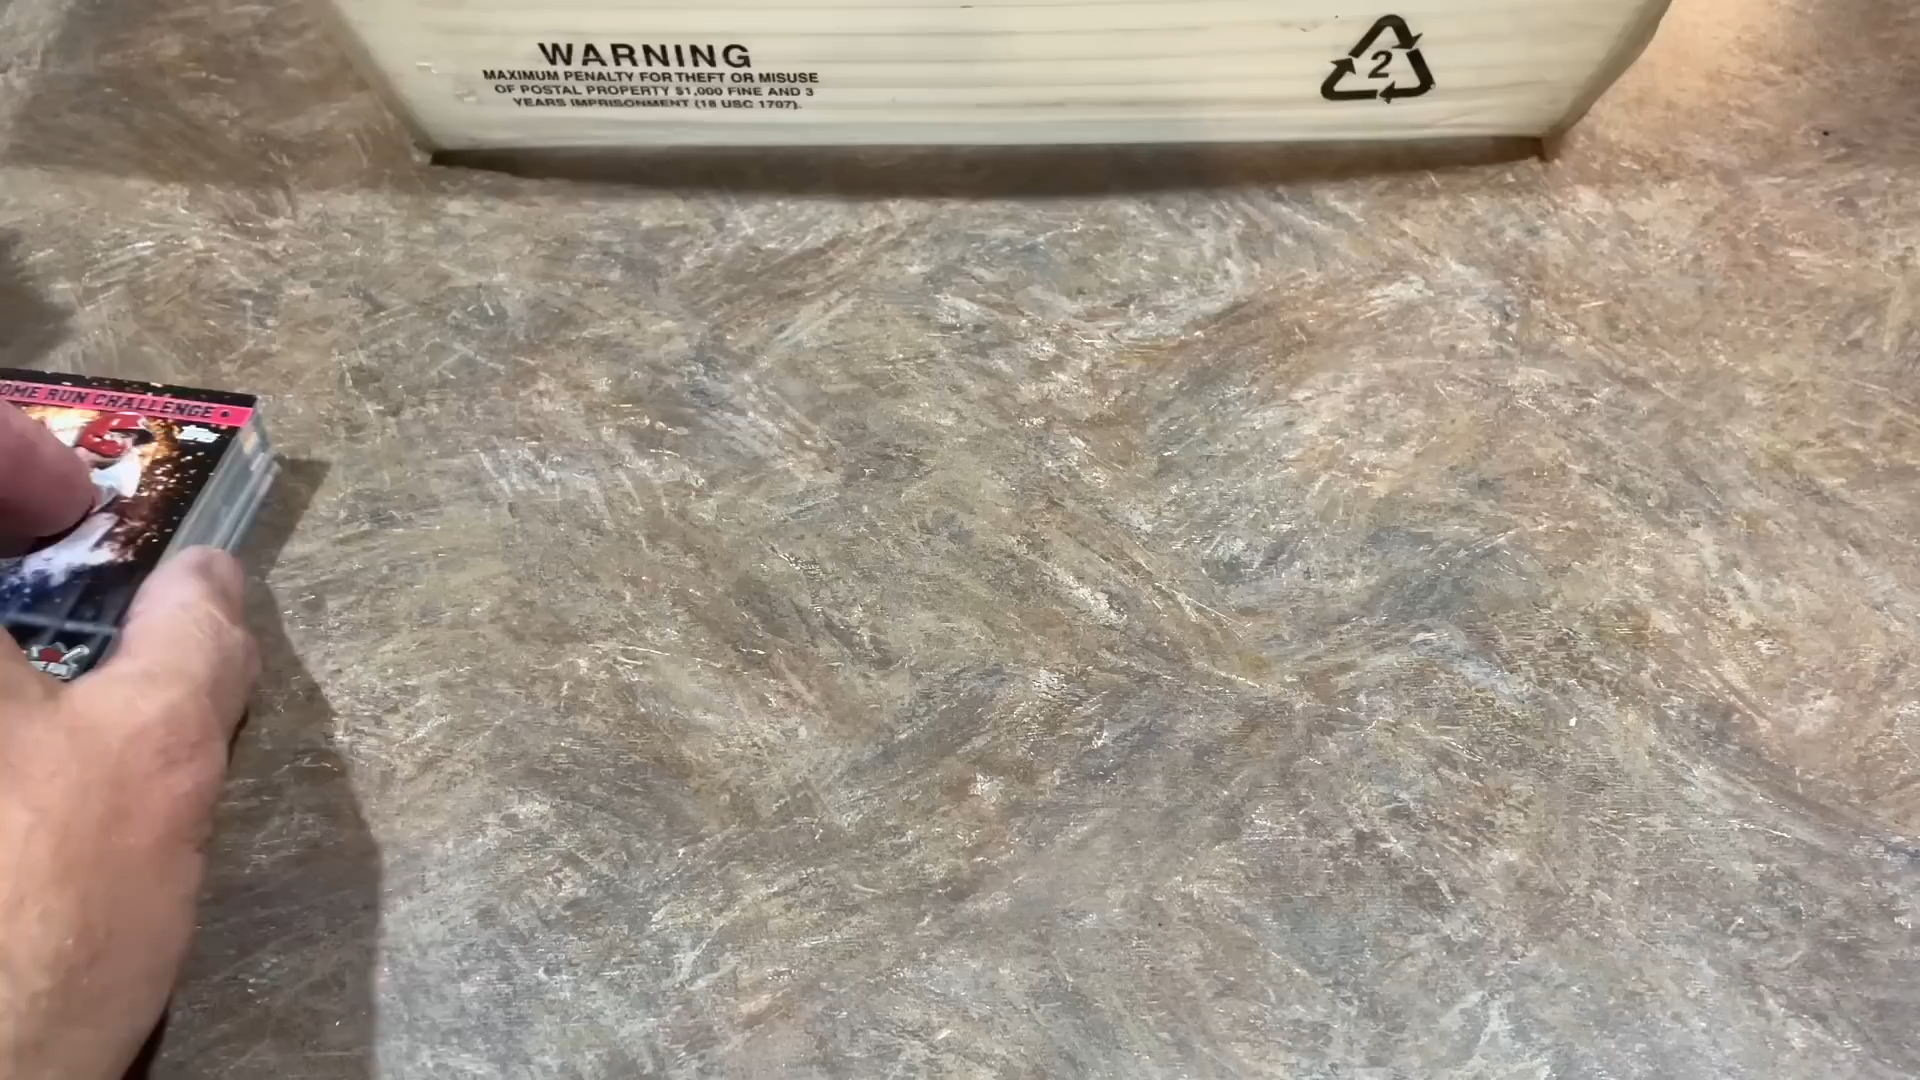 WARNING
MAXIMUM PENALTY FOR THEFT OR MISUSE
OF POSTAL PROPERTY $1,000 FINE AND 3
YEARS IMPRISONMENT (18 USC 1707).
2
OME RUN CHALLENGE